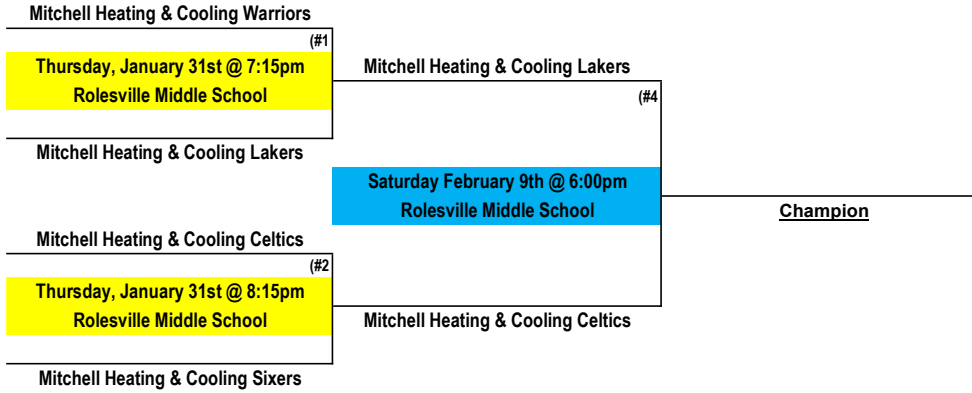 Mitchell Heating & Cooling Warriors
(#1
Thursday, January 31st @ 7:15pm
Rolesville Middle School
Mitchell Heating & Cooling Lakers
Mitchell Heating & Cooling Lakers
(#4
Saturday February 9th @ 6:00pm
Rolesville Middle School
Champion
Mitchell Heating & Cooling Celtics
(#2
Thursday, January 31st @ 8:15pm
Rolesville Middle School
Mitchell Heating & Cooling Celtics
Mitchell Heating & Cooling Sixers